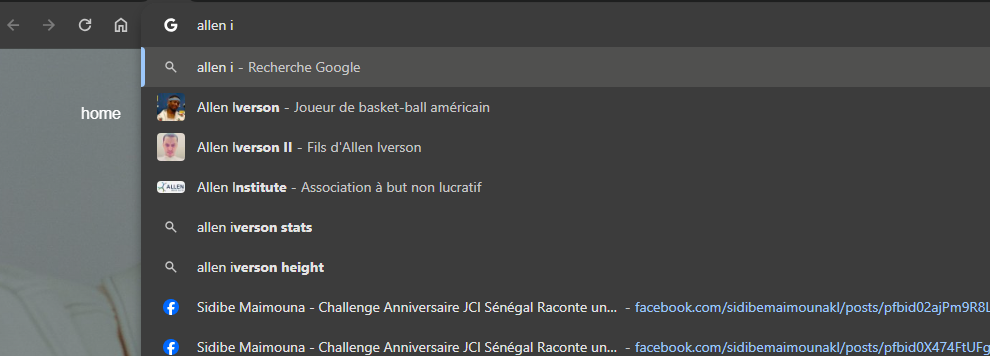 allen i
allen i - Recherche Google
home
Allen Iverson - Joueur de basket-ball américain
Allen Iverson II - Fils d'Allen Iverson
ALLEN
Allen Institute - Association à but non lucratif
allen iverson stats
allen iverson height
Sidibe Maimouna - Challenge Anniversaire JCI Sénégal Raconte un... - facebook.com/sidibemaimounakl/posts/pfbid02ajPm9R8L
Sidibe Maimouna - Challenge Anniversaire JCI Sénégal Raconte un... - facebook.com/sidibemaimounakl/posts/pfbid0X474FtUFg